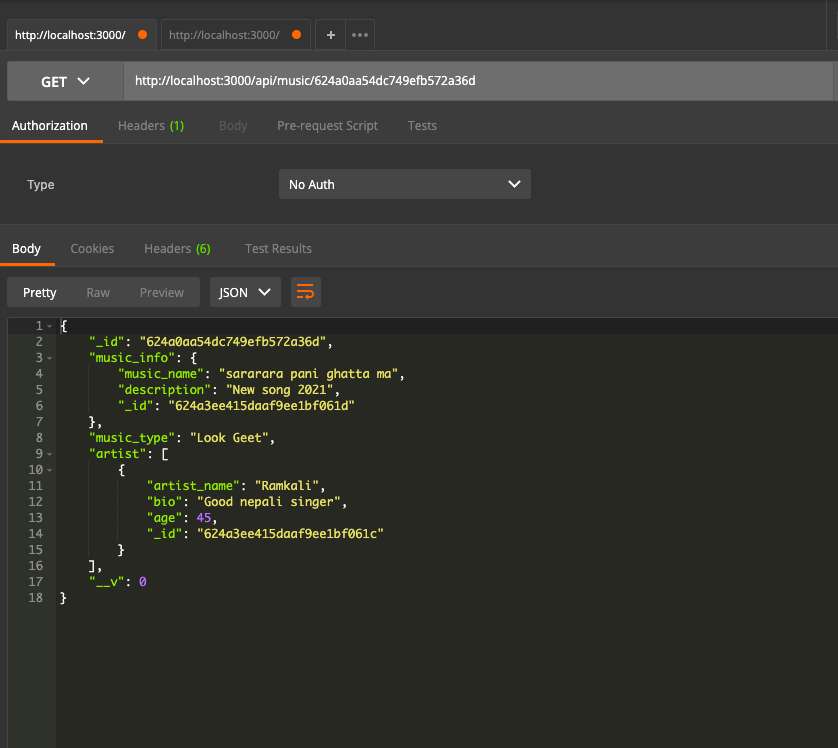 http://localhost:3000/ http://localhost:3000/ + •••
GET http://localhost:3000/api/music/624a0aa54dc749efb572a36d
Authorization Headers (1) Body Pre-request Script Tests
Type No Auth
Body Cookies Headers (6) Test Results
Pretty Raw Preview JSON
1 {
2 "_id": "624a0aa54dc749efb572a36d",
3 "music_info": {
4 "music_name": "sararara pani ghatta ma",
5 "description": "New song 2021",
6 "_id": "624a3ee415daaf9ee1bf061d"
7 },
8 "music_type": "Look Geet",
9 "artist": [
10 {
11 "artist_name": "Ramkali",
12 "bio": "Good nepali singer",
13 "age": 45,
14 "_id": "624a3ee415daaf9ee1bf061c"
15 }
16 ],
17 "__v": 0
18 }